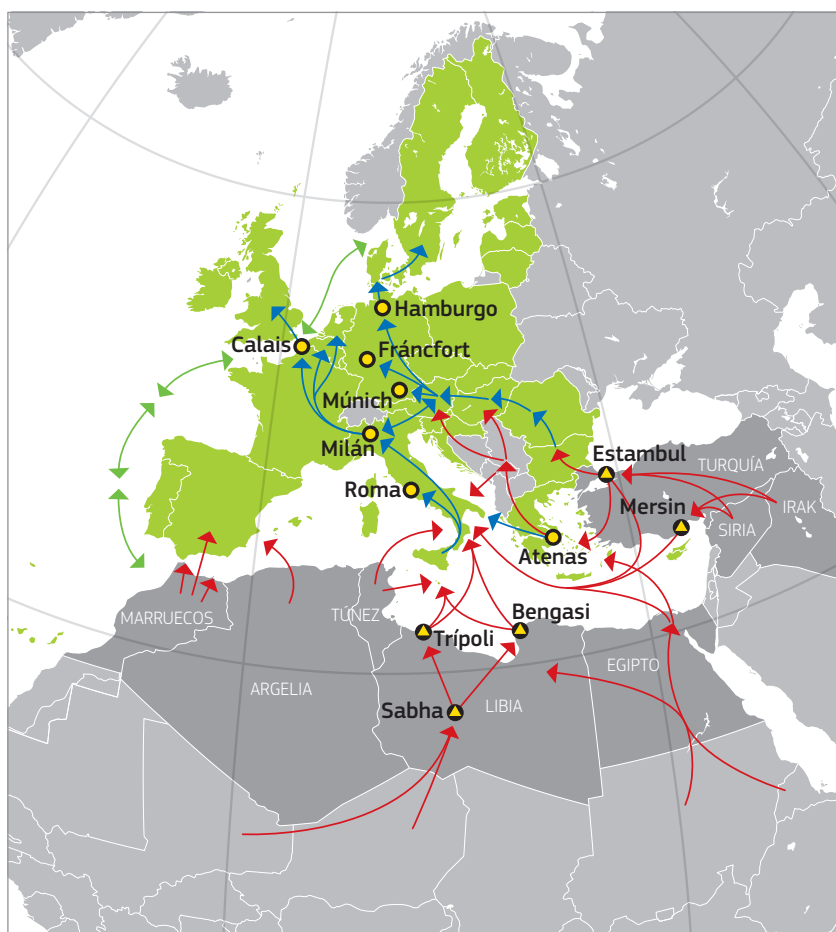 Hamburgo
Calais
Fráncfort
Múnich
Milán
Estambul
TURQUÍA
Roma
Mersin
IRAK
SIRIA
Atenas
MARRUECOS
TÚNEZ
Bengasi
Trípoli
EGIPTO
ARGELIA
Sabha
LIBIA